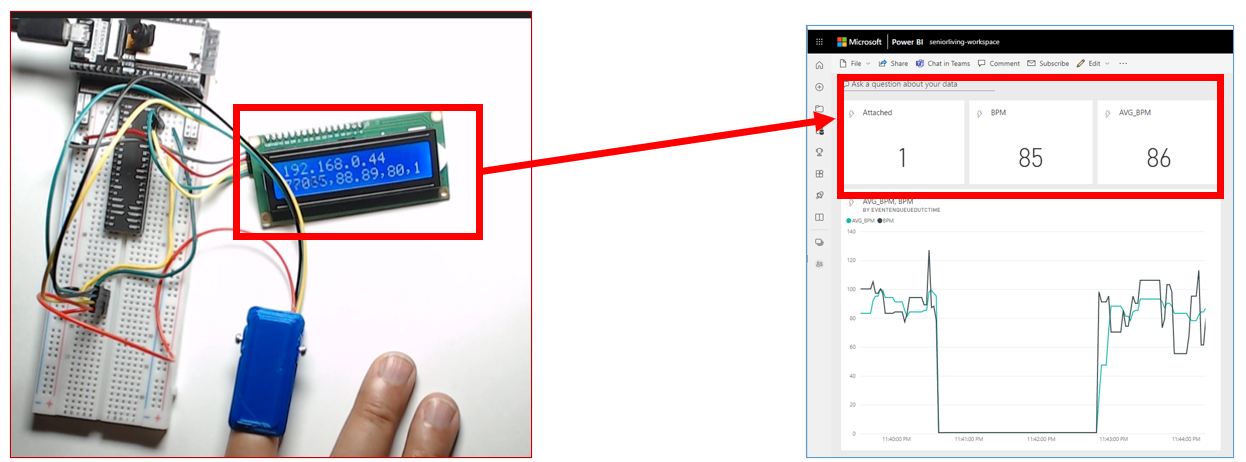 192.168.0.44
77035,88.89,80,1
Microsoft Power BI seniorliving-workspace
File Share Chat in Teams Comment Subscribe Edit ...
Ask a question about your data
Attached
1
BPM
85
AVG_BPM
86
AVG_BPM, BPM
BY EVENTENQUEUEDUTCTIME
AVG_BPM BPM
140
120
100
80
60
40
20
0
11:40:00 PM 11:41:00 PM 11:42:00 PM 11:43:00 PM 11:44:00 PM